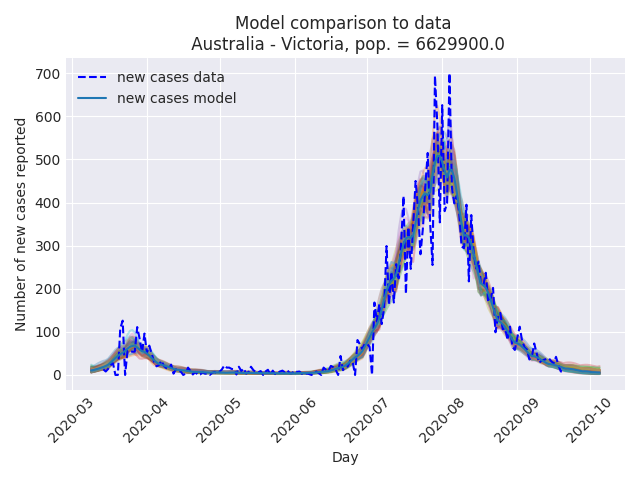 Model comparison to data
Australia - Victoria, pop. = 6629900.0
new cases data
new cases model
700
600
500
400
300
200
100
0
Number of new cases reported
2020-03
2020-04
2020-05
2020-06
2020-07
2020-08
2020-09
2020-10
Day